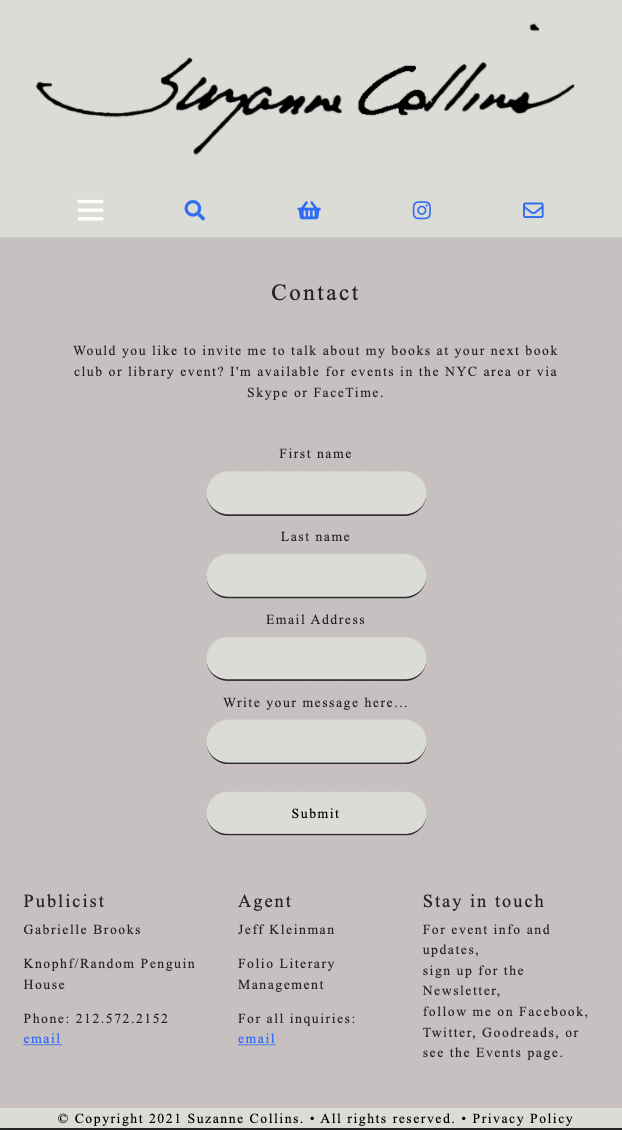 Suzanne Collins
Contact
Would you like to invite me to talk about my books at your next book
club or library event? I'm available for events in the NYC area or via
Skype or FaceTime.
First name
Last name
Email Address
Write your message here...
Submit
Publicist
Gabrielle Brooks
Knophf/Random Penguin
House
Phone: 212.572.2152
email
Agent
Jeff Kleinman
Folio Literary
Management
For all inquiries:
email
Stay in touch
For event info and
updates,
sign up for the
Newsletter,
follow me on Facebook,
Twitter, Goodreads, or
see the Events page.
© Copyright 2021 Suzanne Collins. • All rights reserved. • Privacy Policy